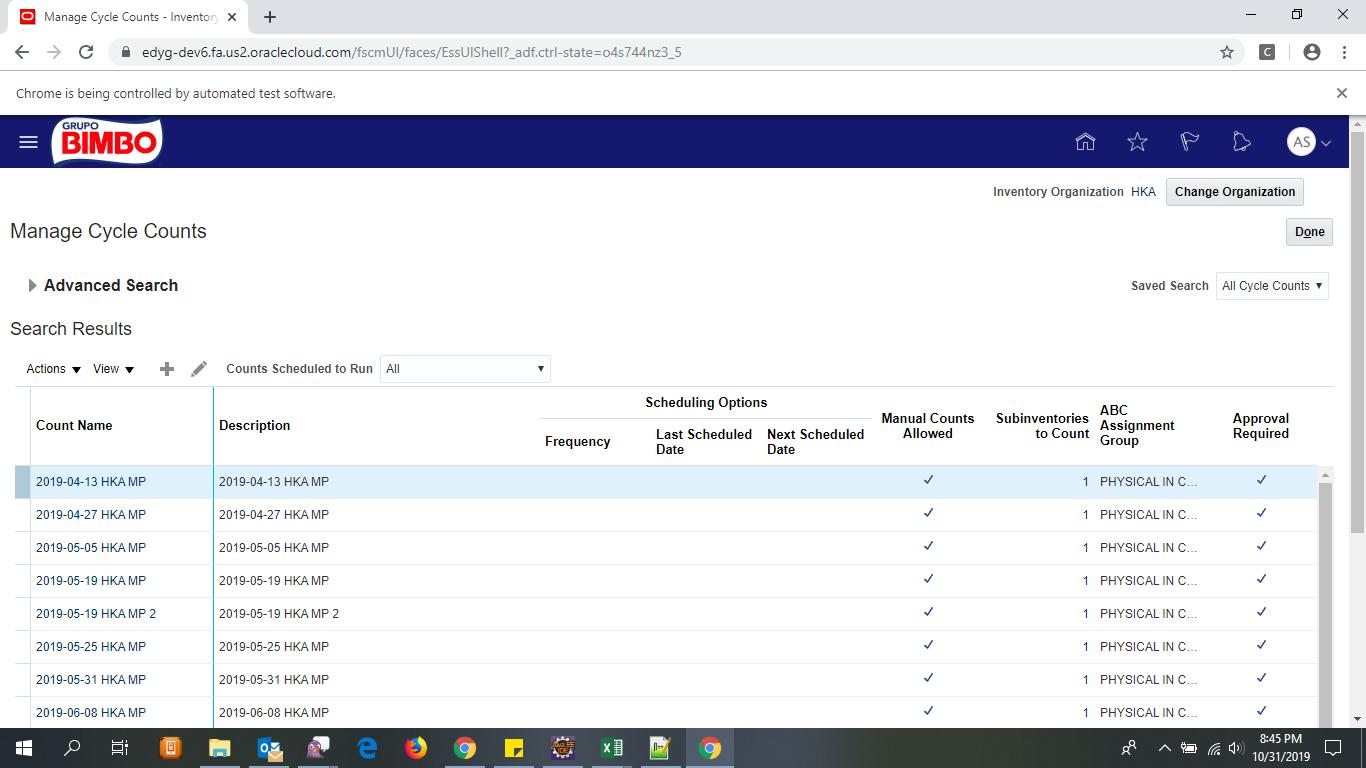 Manage Cycle Counts - Inventory
edyg-dev6.fa.us2.oraclecloud.com/fscmUI/faces/EssUIShell?_adf.ctrl-state=o4s744nz3_5
C
Chrome is being controlled by automated test software.
GRUPO
BIMBO
AS
Inventory Organization HKA Change Organization
Manage Cycle Counts
Done
Advanced Search
Saved Search All Cycle Counts
Search Results
Actions View Counts Scheduled to Run All
Scheduling Options
Count Name Description Frequency Last Scheduled Date Next Scheduled Date Manual Counts Allowed Subinventories to Count ABC Assignment Group Approval Required
2019-04-13 HKA MP 2019-04-13 HKA MP ✓ 1 PHYSICAL IN C... ✓
2019-04-27 HKA MP 2019-04-27 HKA MP ✓ 1 PHYSICAL IN C... ✓
2019-05-05 HKA MP 2019-05-05 HKA MP ✓ 1 PHYSICAL IN C... ✓
2019-05-19 HKA MP 2019-05-19 HKA MP ✓ 1 PHYSICAL IN C... ✓
2019-05-19 HKA MP 2 2019-05-19 HKA MP 2 ✓ 1 PHYSICAL IN C... ✓
2019-05-25 HKA MP 2019-05-25 HKA MP ✓ 1 PHYSICAL IN C... ✓
2019-05-31 HKA MP 2019-05-31 HKA MP ✓ 1 PHYSICAL IN C... ✓
2019-06-08 HKA MP 2019-06-08 HKA MP ✓ 1 PHYSICAL IN C... ✓
8:45 PM
10/31/2019